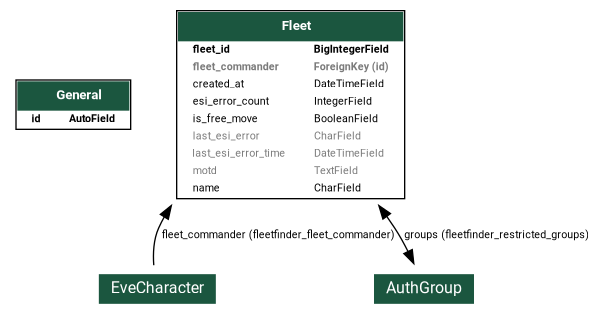 General
id AutoField
Fleet
fleet_id BigIntegerField
fleet_commander ForeignKey (id)
created_at DateTimeField
esi_error_count IntegerField
is_free_move BooleanField
last_esi_error CharField
last_esi_error_time DateTimeField
motd TextField
name CharField
fleet_commander (fleetfinder_fleet_commander)
groups (fleetfinder_restricted_groups)
EveCharacter
AuthGroup